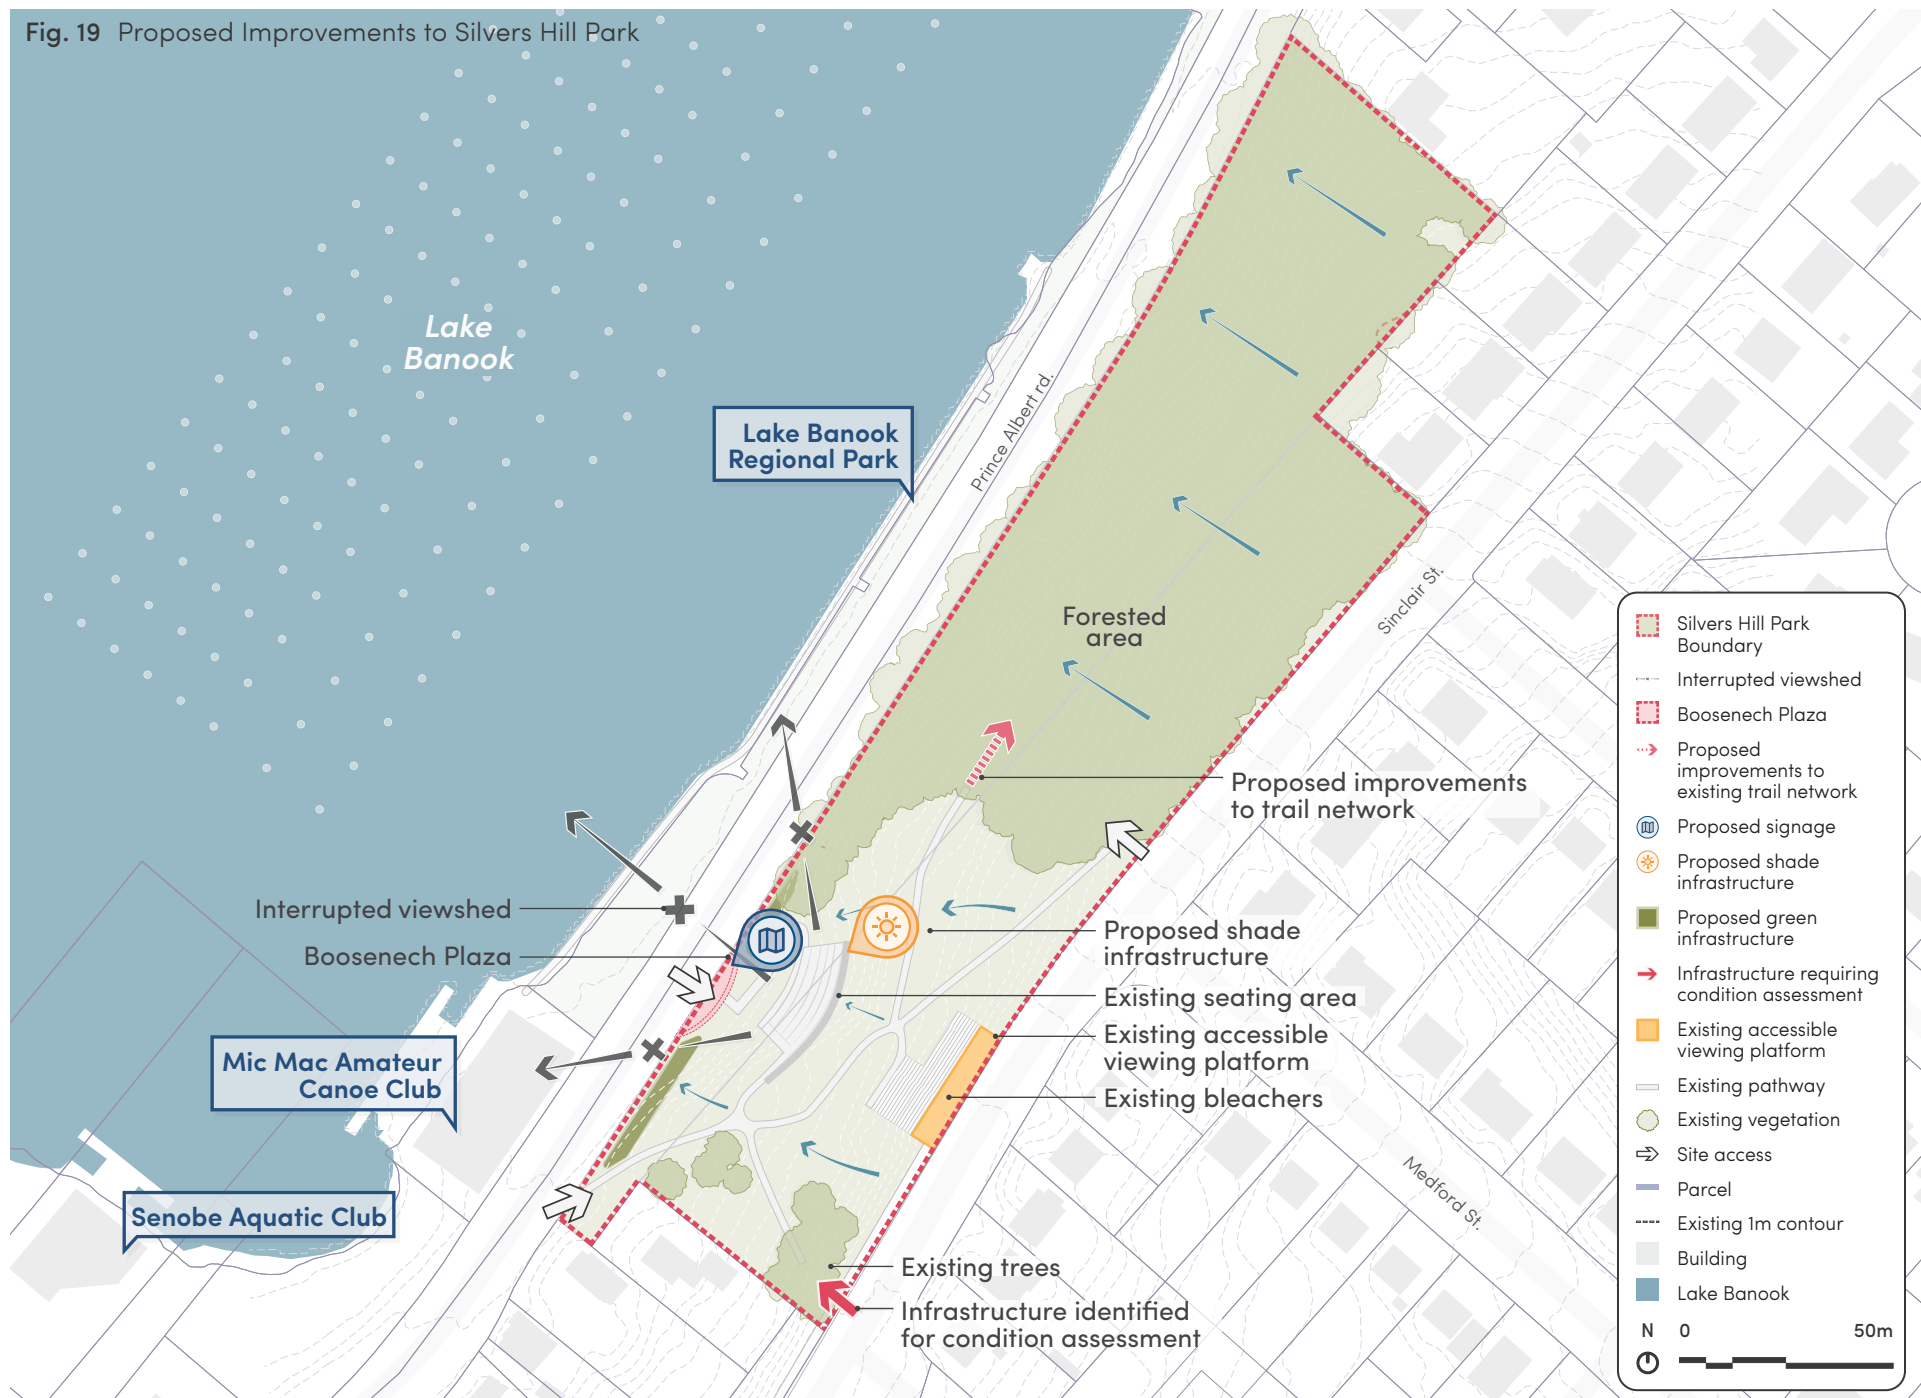 Fig. 19 Proposed Improvements to Silvers Hill Park
Lake
Banook
Lake Banook
Regional Park
Prince Albert rd.
Forested
area
Sinclair St.
Proposed improvements
to trail network
Interrupted viewshed
Boosenech Plaza
Proposed shade
infrastructure
Existing seating area
Existing accessible
viewing platform
Existing bleachers
Mic Mac Amateur
Canoe Club
Senobe Aquatic Club
Medford St.
Existing trees
Infrastructure identified
for condition assessment
Silvers Hill Park
Boundary
Interrupted viewshed
Boosenech Plaza
Proposed
improvements to
existing trail network
Proposed signage
Proposed shade
infrastructure
Proposed green
infrastructure
Infrastructure requiring
condition assessment
Existing accessible
viewing platform
Existing pathway
Existing vegetation
Site access
Parcel
Existing 1m contour
Building
Lake Banook
N 0 50m